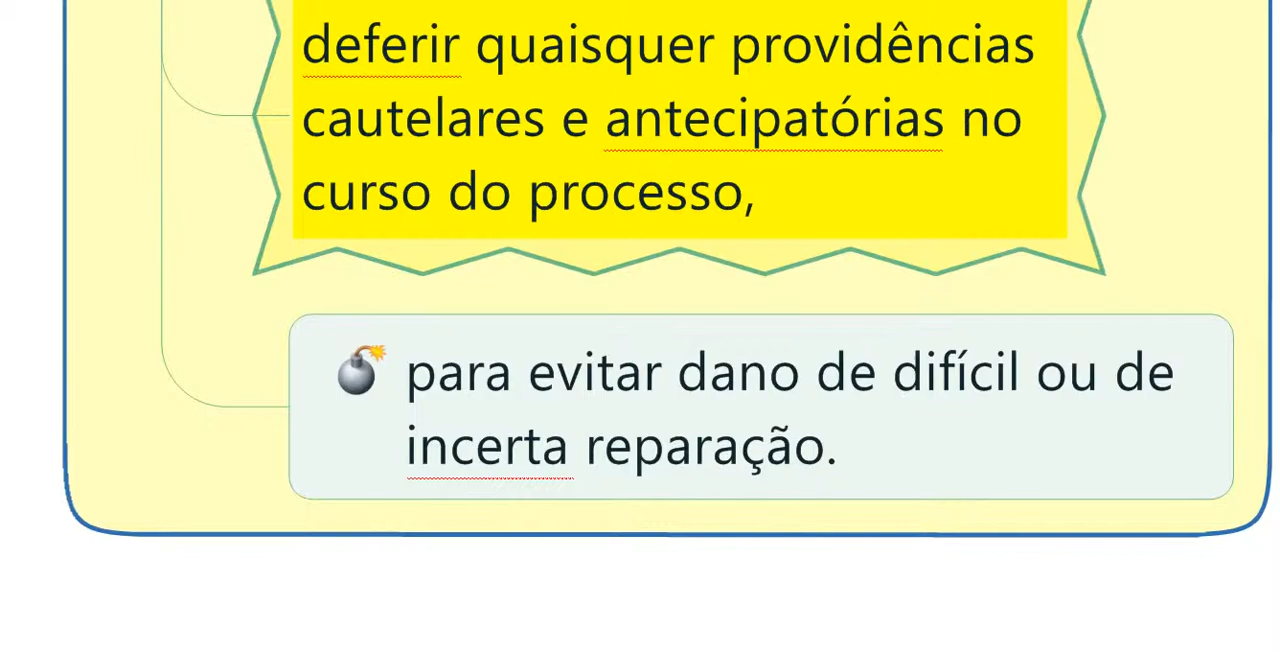 deferir quaisquer providências
cautelares e antecipatórias no
curso do processo,
para evitar dano de difícil ou de
incerta reparação.